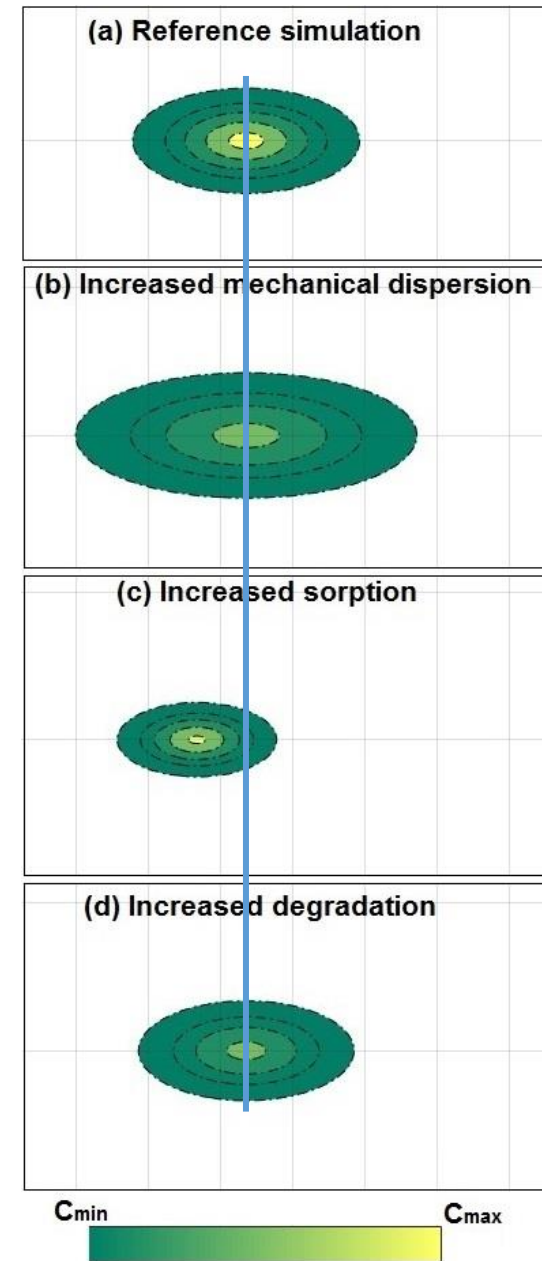 (a) Reference simulation
(b) Increased mechanical dispersion
(c) Increased sorption
(d) Increased degradation
Cmin Cmax